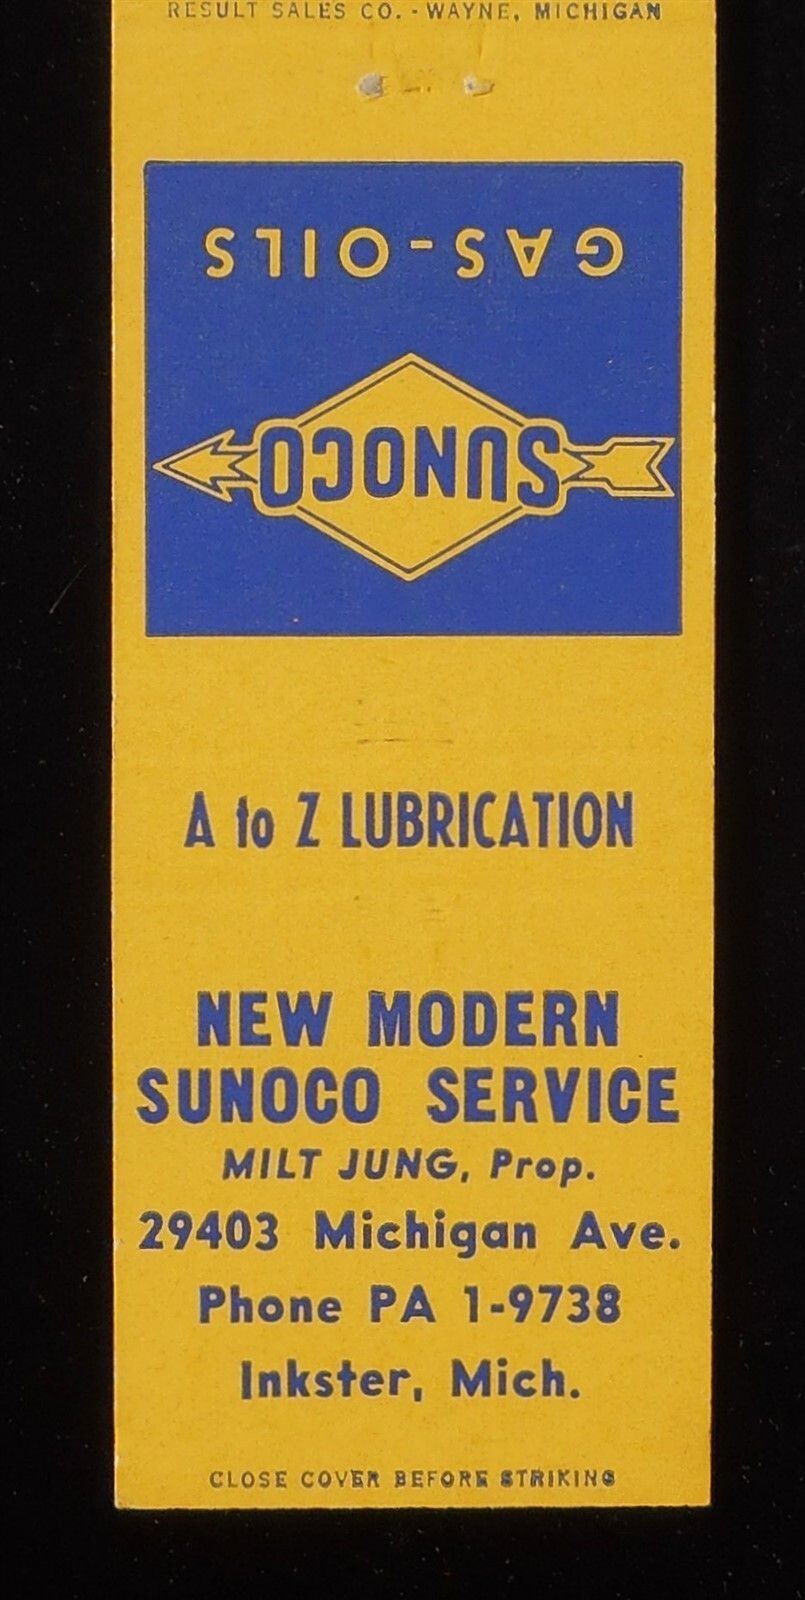 RESULT SALES CO. - WAYNE, MICHIGAN
SUNOCO
GAS-OILS
A to Z LUBRICATION
NEW MODERN
SUNOCO SERVICE
MILT JUNG, Prop.
29403 Michigan Ave.
Phone PA 1-9738
Inkster, Mich.
CLOSE COVER BEFORE STRIKING